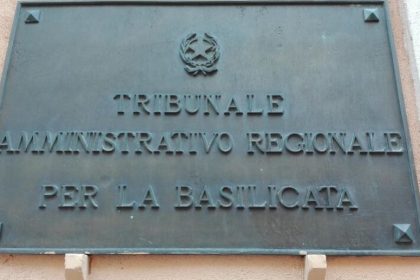 TRIBUNALE
AMMINISTRATIVO REGIONALE
PER LA BASILICATA